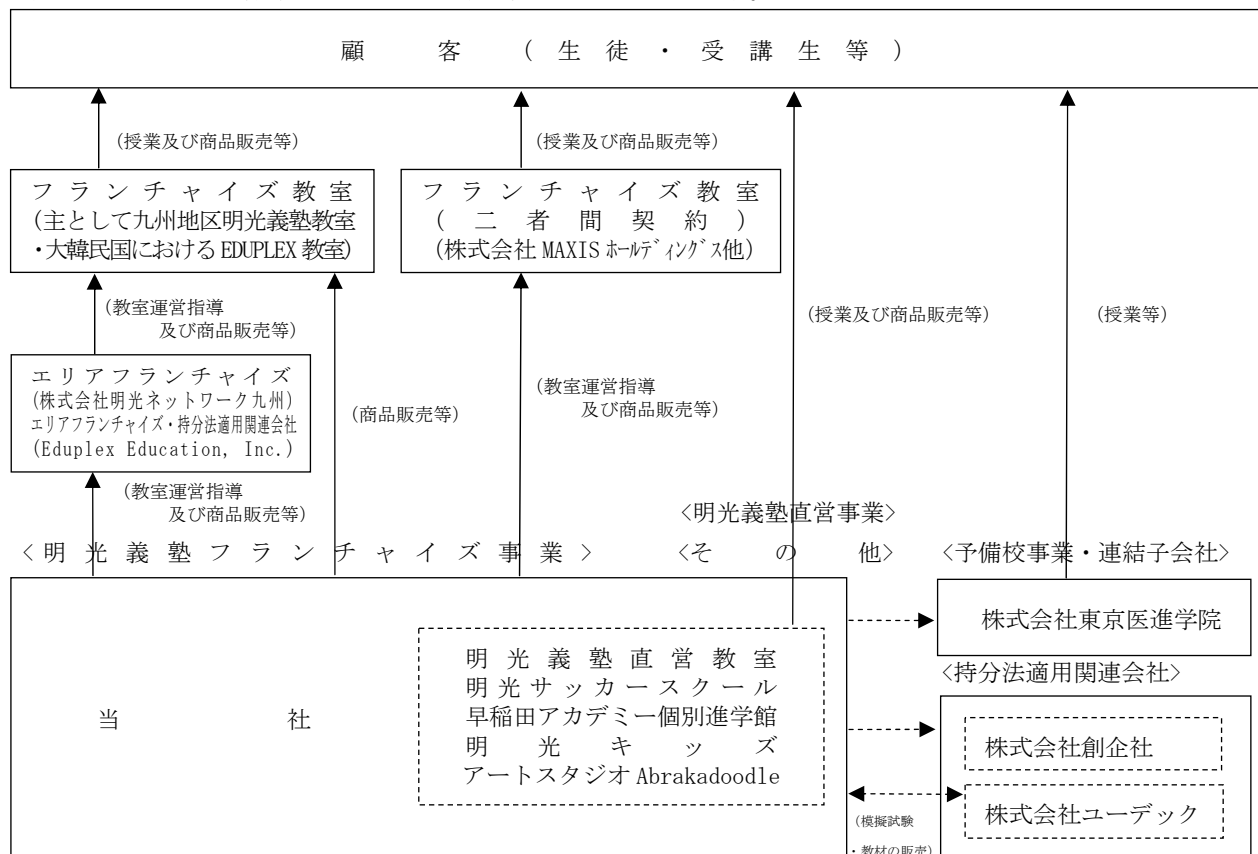 顧客（生徒・受講生等）
（授業及び商品販売等）
（授業及び商品販売等）
フランチャイズ教室
（主として九州地区明光義塾教室
・大韓民国におけるEDUPLEX教室）
フランチャイズ教室
（二者間契約）
（株式会社MAXISホールディングス他）
（教室運営指導
及び商品販売等）
（授業及び商品販売等）
（授業等）
エリアフランチャイズ
（株式会社明光ネットワーク九州）
エリアフランチャイズ・持分法適用関連会社
（Eduplex Education, Inc.）
（商品販売等）
（教室運営指導
及び商品販売等）
（教室運営指導
及び商品販売等）
<明光義塾直営事業>
<明光義塾フランチャイズ事業>
<その他>
<予備校事業・連結子会社>
株式会社東京医進学院
当社
明光義塾直営教室
明光サッカースクール
早稲田アカデミー個別進学館
明光キッズ
アートスタジオAbrakadoodle
<持分法適用関連会社>
株式会社創企社
株式会社ユーデック
（模擬試験
・教材の販売）